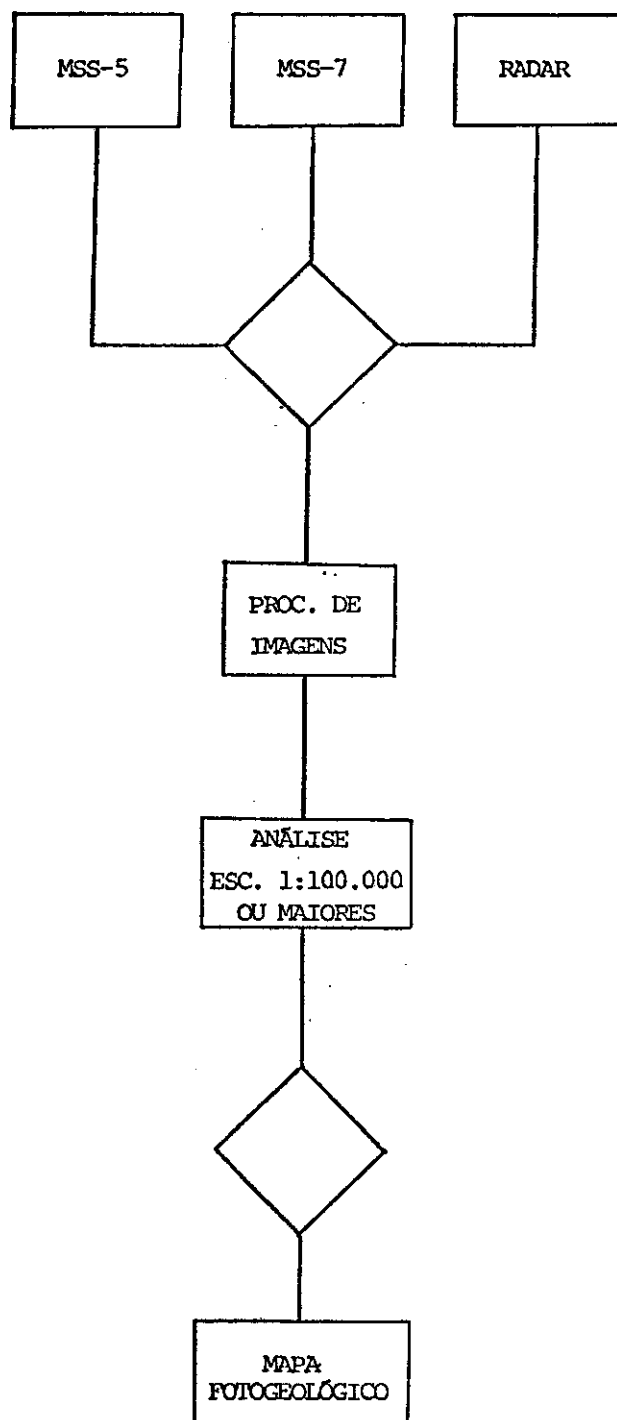 MSS-5
MSS-7
RADAR
PROC. DE
IMAGENS
ANÁLISE
ESC. 1:100.000
OU MAIORES
MAPA
FOTOGEOLÓGICO